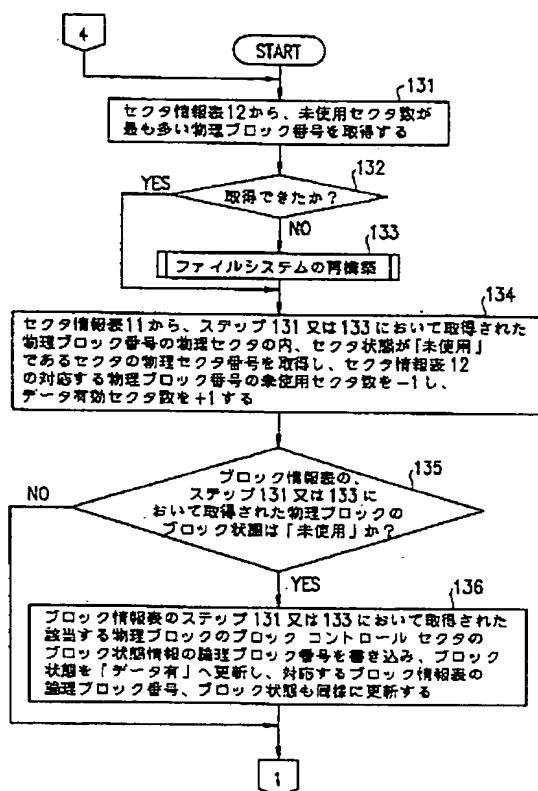 4
START
131
セクタ情報表12から、未使用セクタ数が
最も多い物理ブロック番号を取得する
132
YES
取得できたか?
NO
133
ファイルシステムの再構築
134
セクタ情報表11から、ステップ131又は133において取得された
物理ブロック番号の物理セクタの内、セクタ状態が「未使用」
であるセクタの物理セクタ番号を取得し、セクタ情報表12
の対応する物理ブロック番号の未使用セクタ数を-1し、
データ有効セクタ数を+1する
135
NO
ブロック情報表の、
ステップ131又は133に
おいて取得された物理ブロックの
ブロック状態は「未使用」か?
YES
136
ブロック情報表のステップ131又は133において取得された
該当する物理ブロックのブロック コントロール セクタの
ブロック状態情報の論理ブロック番号を書き込み、ブロック
状態を「データ有」へ更新し、対応するブロック情報表の
論理ブロック番号、ブロック状態も同様に更新する
1